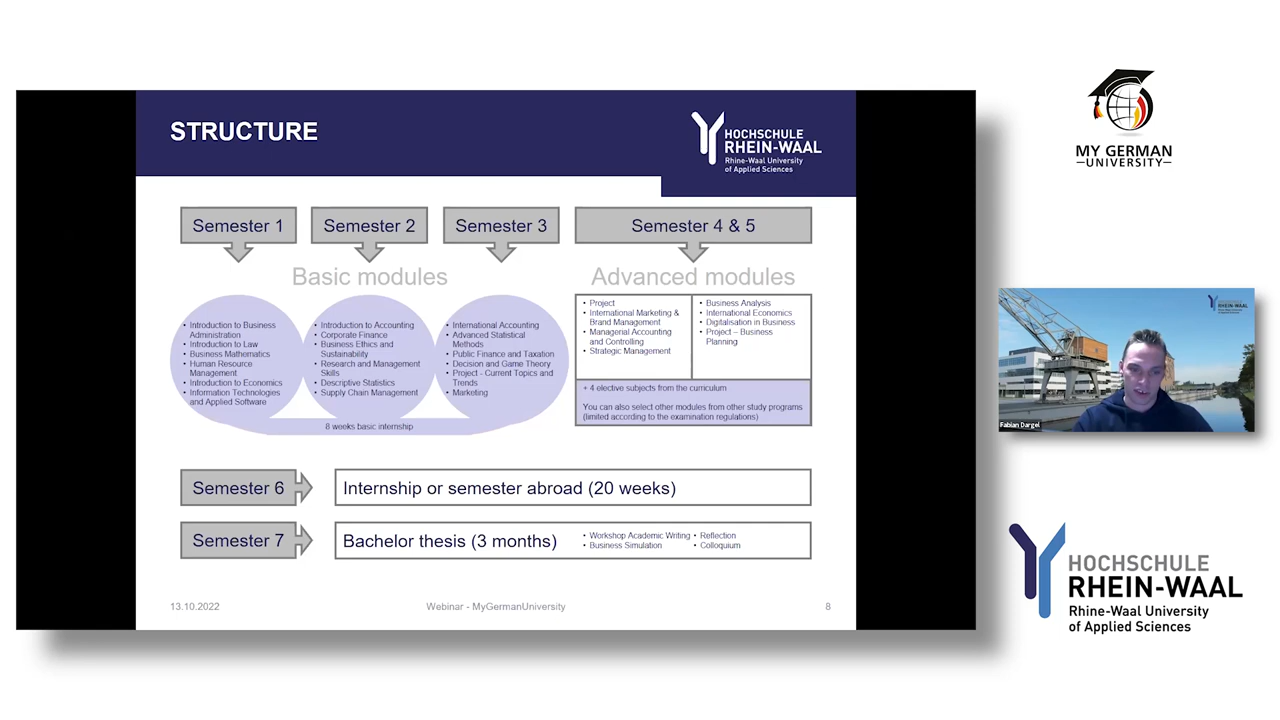 STRUCTURE
HOCHSCHULE
RHEIN-WAAL
Rhine-Waal University
of Applied Sciences
MY GERMAN
UNIVERSITY
Semester 1
Semester 2
Semester 3
Semester 4 & 5
Basic modules
Advanced modules
• Introduction to Business
Administration
• Introduction to Law
• Business Mathematics
• Human Resource
Management
• Introduction to Economics
• Information Technologies
and Applied Software
• Introduction to Accounting
• Corporate Finance
• Business Ethics and
Sustainability
• Research and Management
Skills
• Descriptive Statistics
• Supply Chain Management
• International Accounting
• Advanced Statistical
Methods
• Public Finance and Taxation
• Decision and Game Theory
• Project - Current Topics and
Trends
• Marketing
8 weeks basic internship
• Project
• International Marketing &
Brand Management
• Managerial Accounting
and Controlling
• Strategic Management
• Business Analysis
• International Economics
• Digitalisation in Business
• Project – Business
Planning
+ 4 elective subjects from the curriculum
You can also select other modules from other study programs
(limited according to the examination regulations)
Semester 6
Internship or semester abroad (20 weeks)
Semester 7
Bachelor thesis (3 months)
• Workshop Academic Writing
• Business Simulation
• Reflection
• Colloquium
13.10.2022
Webinar - MyGermanUniversity
8
Fabian Dargel
HOCHSCHULE
RHEIN-WAAL
HOCHSCHULE
RHEIN-WAAL
Rhine-Waal University
of Applied Sciences